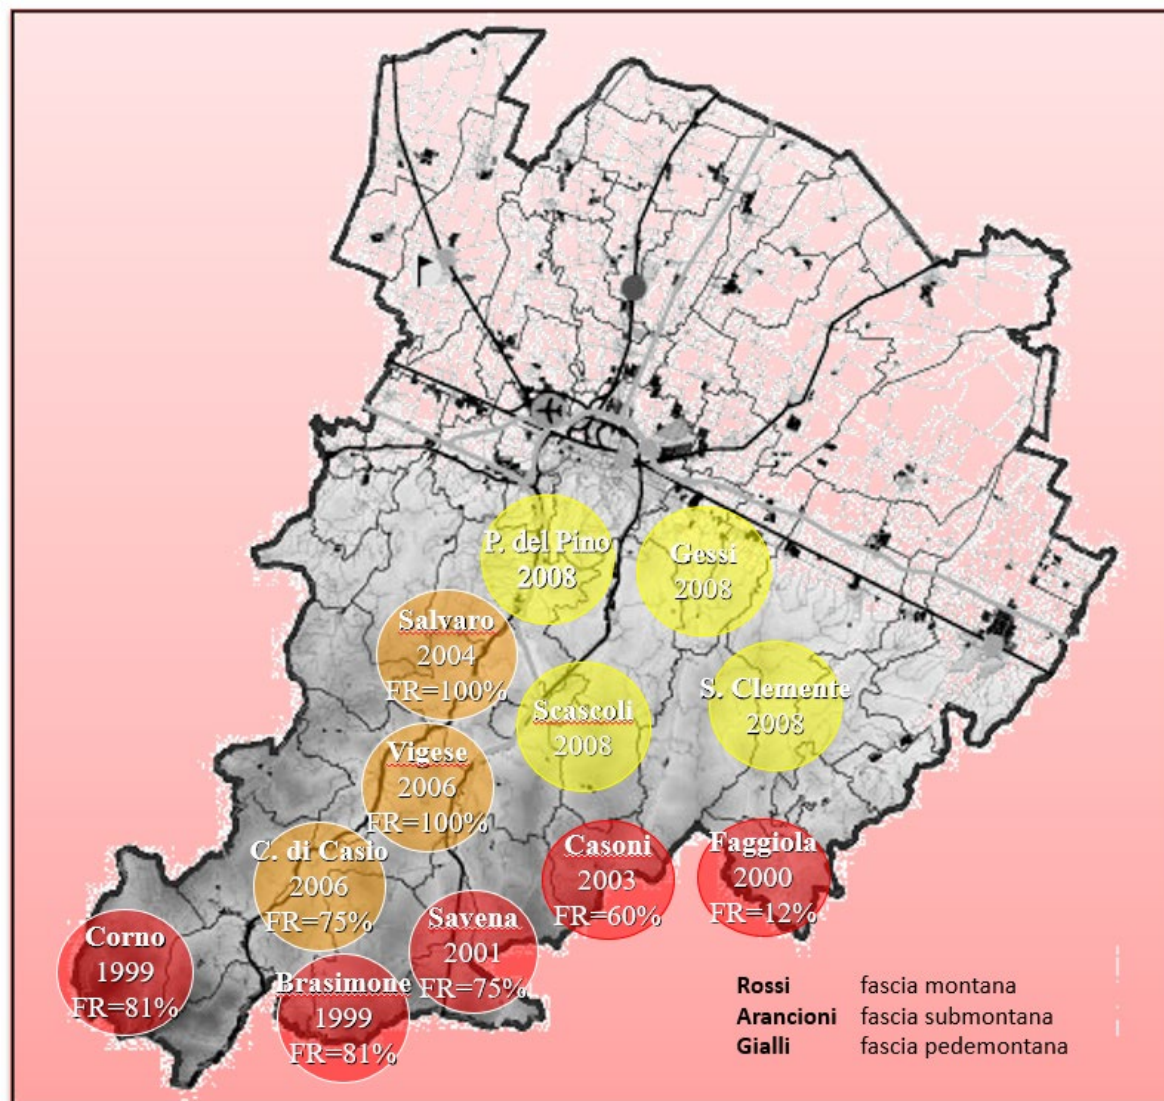 P. del Pino
2008
Gessi
2008
Salvaro
2004
FR=100%
S. Clemente
2008
Scascoli
2008
Vigese
2006
FR=100%
Casoni
2003
FR=60%
Faggiola
2000
FR=12%
C. di Casio
2006
FR=75%
Savena
2001
FR=75%
Corno
1999
FR=81%
Brasimone
1999
FR=81%
Rossi fascia montana
Arancioni fascia submontana
Gialli fascia pedemontana